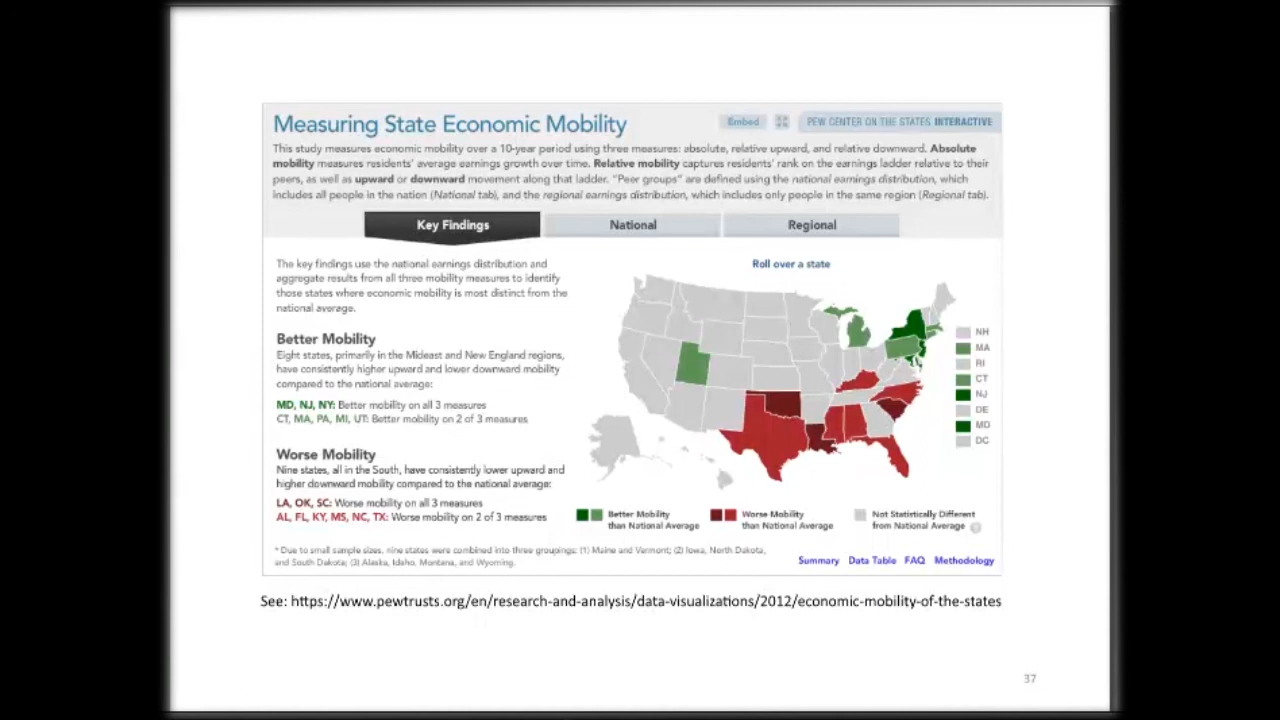 Measuring State Economic Mobility
Embed
PEW CENTER ON THE STATES INTERACTIVE
This study measures economic mobility over a 10-year period using three measures: absolute, relative upward, and relative downward. Absolute
mobility measures residents' average earnings growth over time. Relative mobility captures residents' rank on the earnings ladder relative to their
peers, as well as upward or downward movement along that ladder. "Peer groups" are defined using the national earnings distribution, which
includes all people in the nation (National tab), and the regional earnings distribution, which includes only people in the same region (Regional tab).
Key Findings
National
Regional
The key findings use the national earnings distribution and
aggregate results from all three mobility measures to identify
those states where economic mobility is most distinct from the
national average.
Better Mobility
Eight states, primarily in the Mideast and New England regions,
have consistently higher upward and lower downward mobility
compared to the national average:
MD, NJ, NY: Better mobility on all 3 measures
CT, MA, PA, MI, UT: Better mobility on 2 of 3 measures
Worse Mobility
Nine states, all in the South, have consistently lower upward and
higher downward mobility compared to the national average:
LA, OK, SC: Worse mobility on all 3 measures
AL, FL, KY, MS, NC, TX: Worse mobility on 2 of 3 measures
Roll over a state
NH
MA
RI
CT
NJ
DE
MD
DC
Better Mobility
than National Average
Worse Mobility
than National Average
Not Statistically Different
from National Average ?
* Due to small sample sizes, nine states were combined into three groupings: (1) Maine and Vermont; (2) Iowa, North Dakota,
and South Dakota; (3) Alaska, Idaho, Montana, and Wyoming.
Summary Data Table FAQ Methodology
See: https://www.pewtrusts.org/en/research-and-analysis/data-visualizations/2012/economic-mobility-of-the-states
37